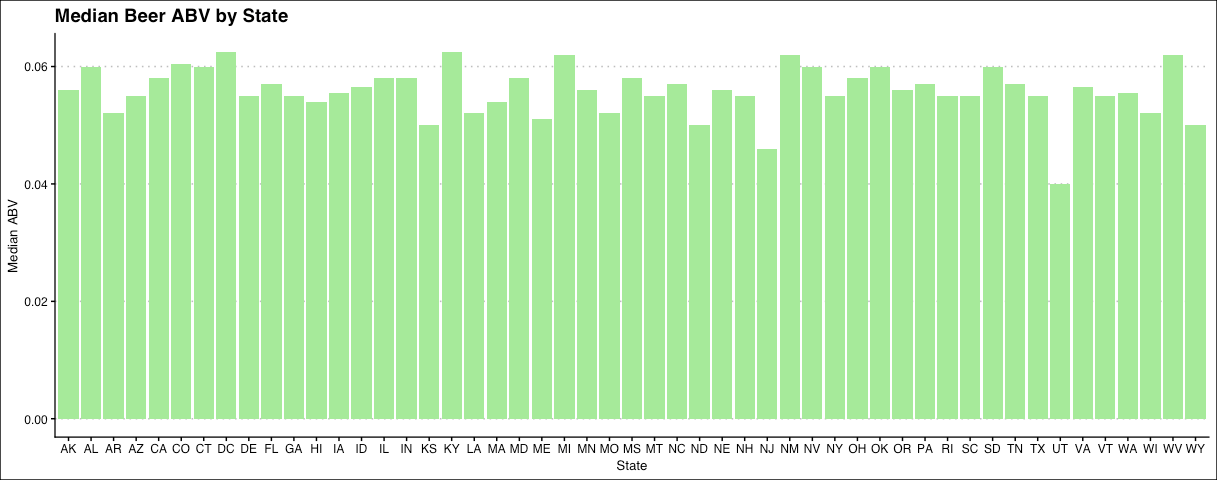 Median Beer ABV by State
Median ABV
0.06
0.04
0.02
0.00
AK AL AR AZ CA CO CT DC DE FL GA HI IA ID IL IN KS KY LA MA MD ME MI MN MO MS MT NC ND NE NH NJ NM NV NY OH OK OR PA RI SC SD TN TX UT VA VT WA WI WV WY
State